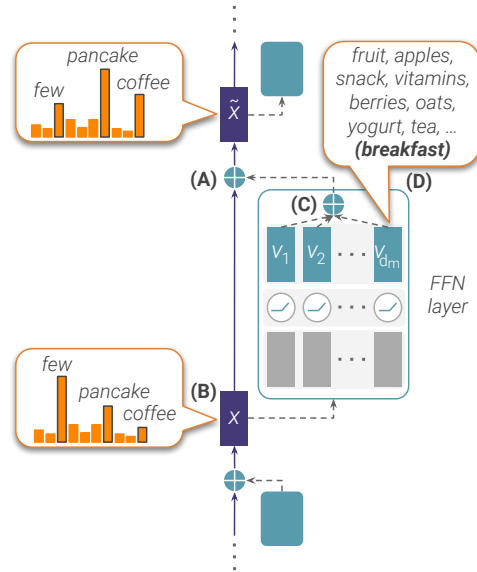 pancake
few
coffee
X̃
fruit, apples,
snack, vitamins,
berries, oats,
yogurt, tea, ...
(breakfast)
(A)
(C)
(D)
V1
V2
...
Vdm
FFN
layer
...
...
few
pancake
coffee
(B)
X